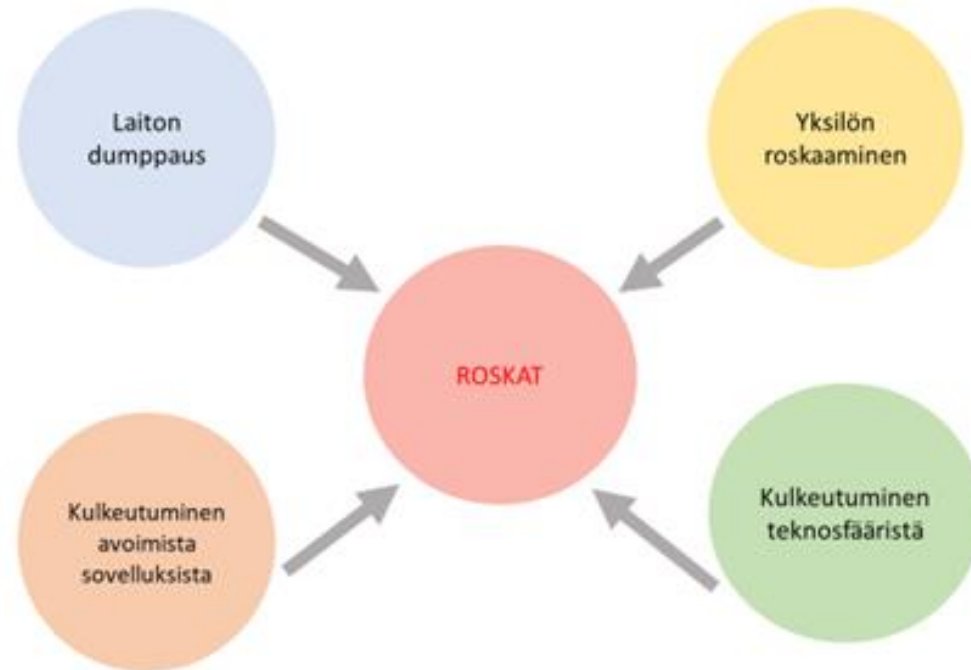 Laiton
dumppaus
Yksilön
roskaaminen
ROSKAT
Kulkeutuminen
avoimista
sovelluksista
Kulkeutuminen
teknosfääristä